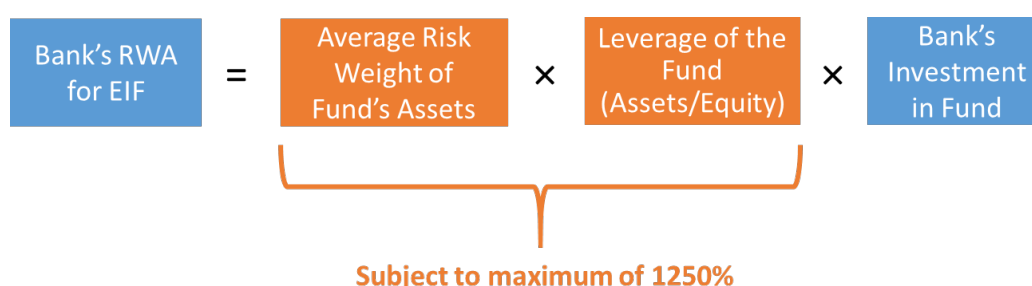 Bank's RWA
for EIF
=
Average Risk
Weight of
Fund's Assets
×
Leverage of the
Fund
(Assets/Equity)
×
Bank's
Investment
in Fund
Subiect to maximum of 1250%